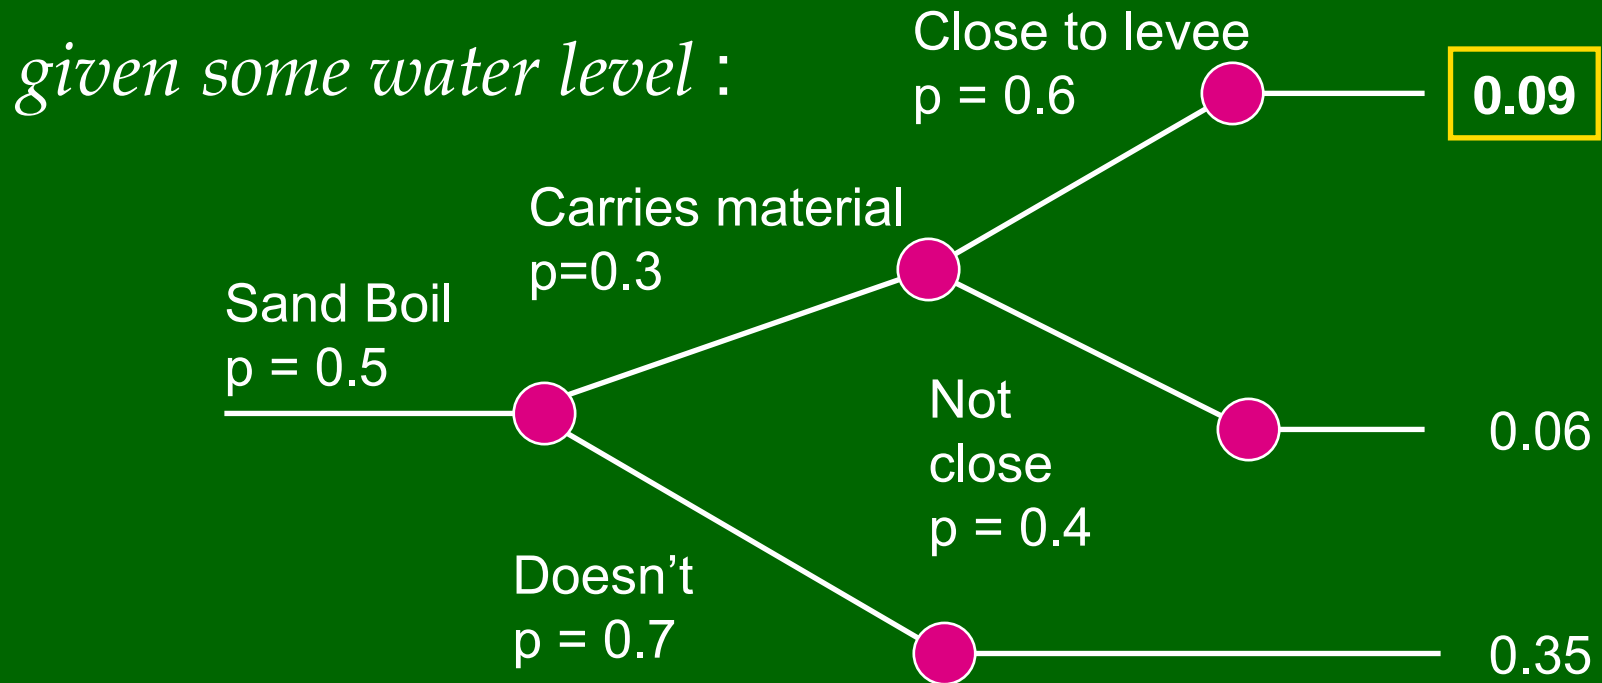 given some water level :
Close to levee
p = 0.6
0.09
Carries material
p=0.3
Sand Boil
p = 0.5
Not
close
p = 0.4
0.06
Doesn’t
p = 0.7
0.35